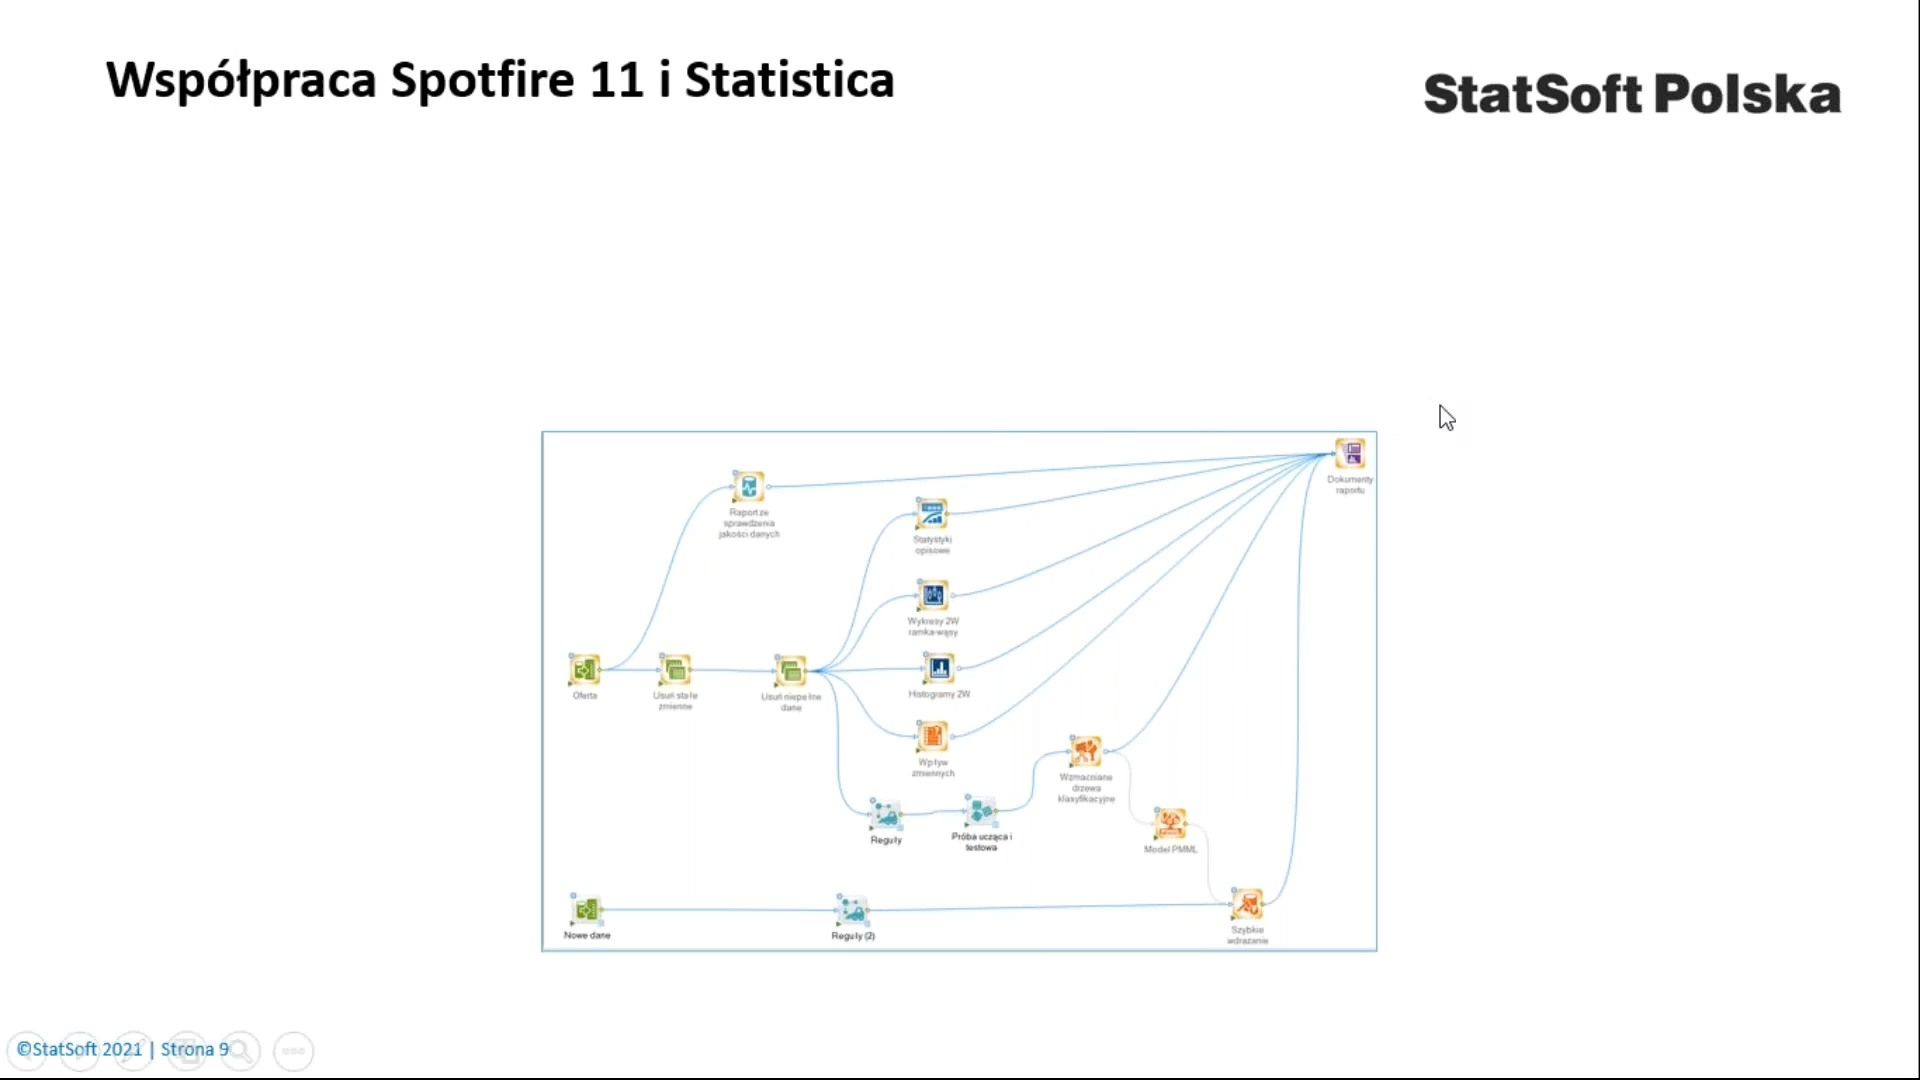 Współpraca Spotfire 11 i Statistica
StatSoft Polska
Dokumenty
raportu
Raport ze
sprawdzenia
jakości danych
Statystyki
opisowe
Wykresy 2W
ramka-wąsy
Oferta
Usuń stałe
zmienne
Usuń niepełne
dane
Histogramy 2W
Wpływ
zmiennych
Wzmacniane
drzewa
klasyfikacyjne
Reguły
Próba ucząca i
testowa
Model PMML
Nowe dane
Reguły (2)
Szybkie
wdrażanie
©StatSoft 2021 | Strona 9